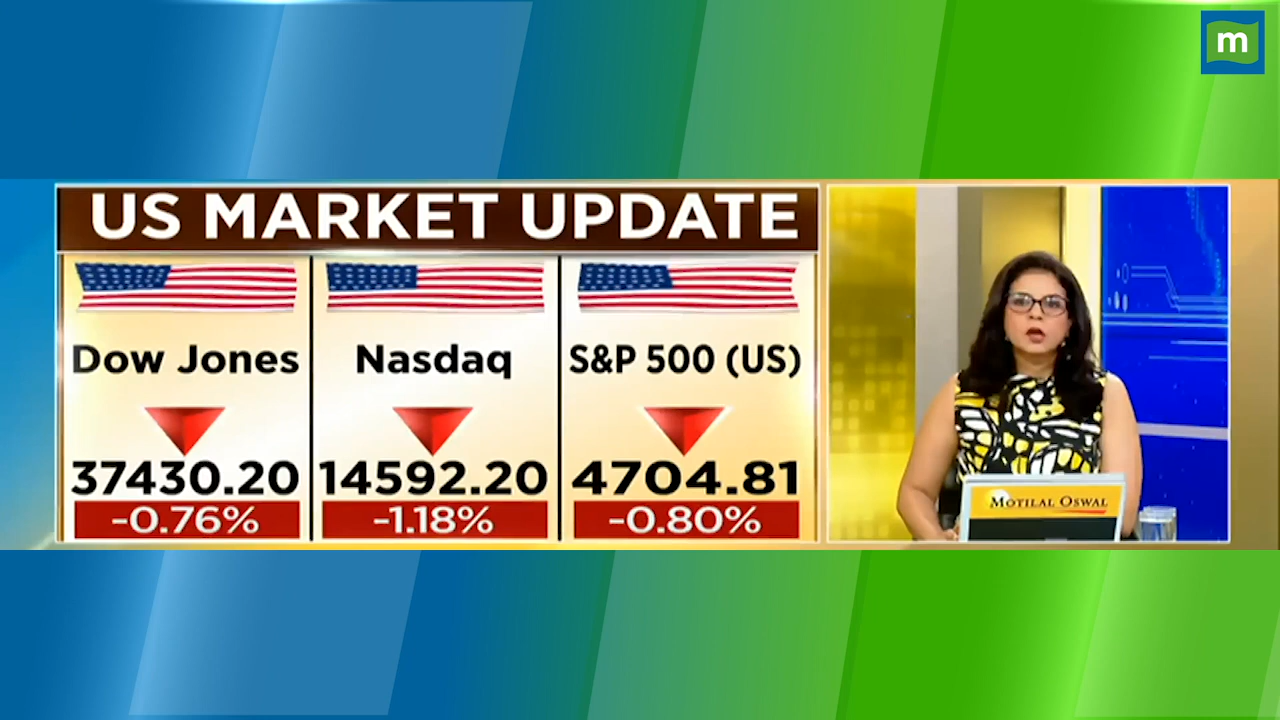 m
US MARKET UPDATE
Dow Jones
37430.20
-0.76%
Nasdaq
14592.20
-1.18%
S&P 500 (US)
4704.81
-0.80%
MOTILAL OSWAL